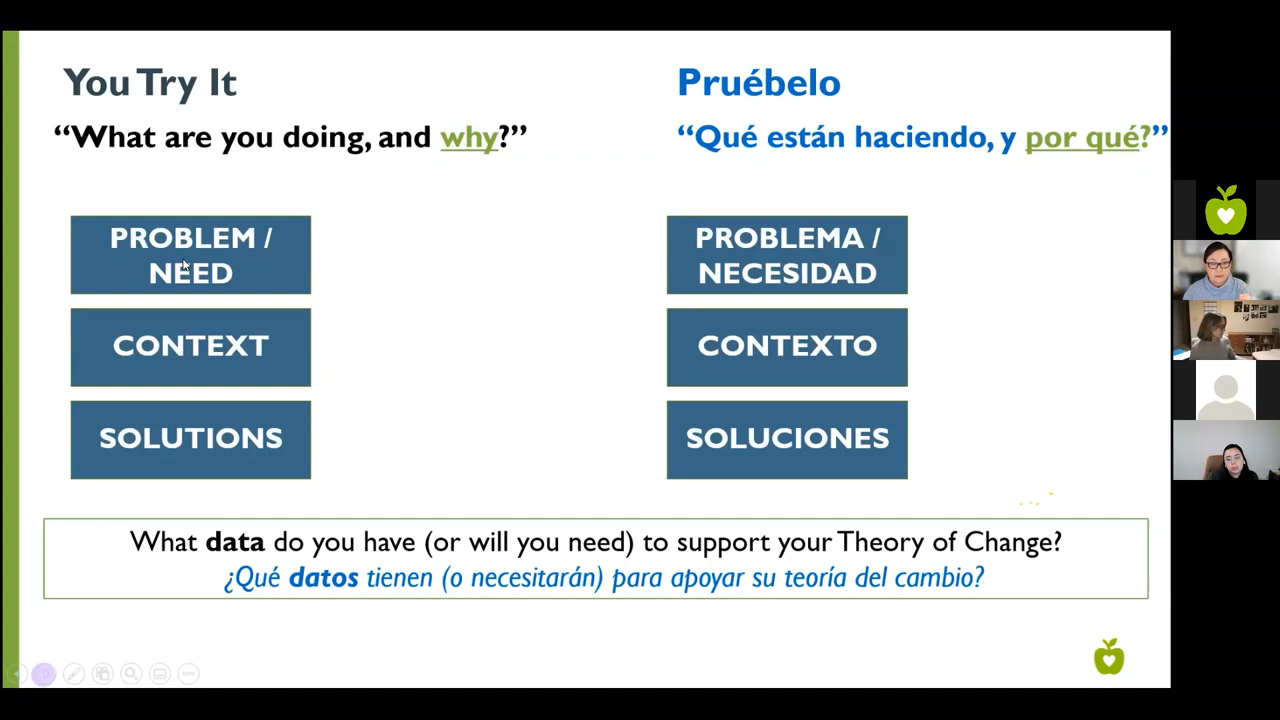 You Try It
“What are you doing, and why?”
PROBLEM /
NEED
CONTEXT
SOLUTIONS
Pruébelo
“Qué están haciendo, y por qué?”
PROBLEMA /
NECESIDAD
CONTEXTO
SOLUCIONES
What data do you have (or will you need) to support your Theory of Change?
¿Qué datos tienen (o necesitarán) para apoyar su teoría del cambio?